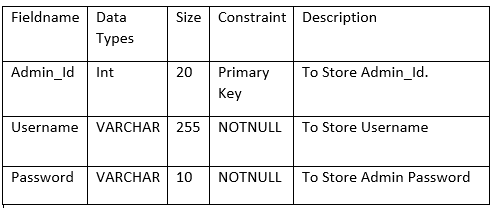 Fieldname Data Types Size Constraint Description
Admin_Id Int 20 Primary Key To Store Admin_Id.
Username VARCHAR 255 NOTNULL To Store Username
Password VARCHAR 10 NOTNULL To Store Admin Password